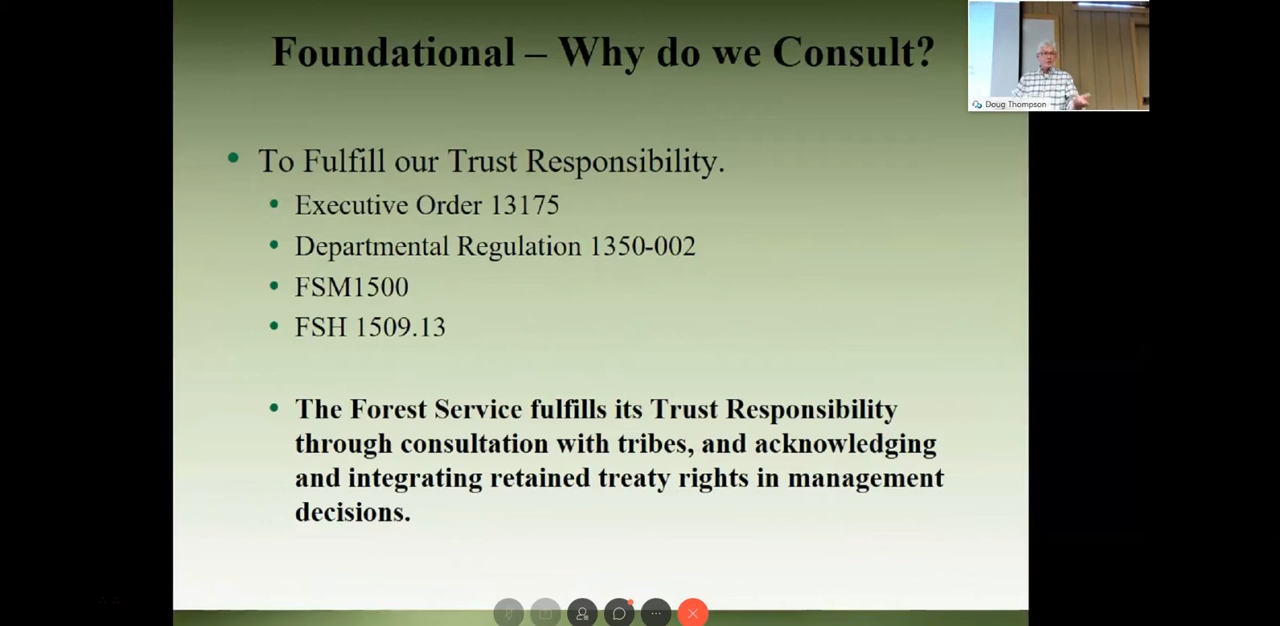 Foundational – Why do we Consult?
Doug Thompson
• To Fulfill our Trust Responsibility.
• Executive Order 13175
• Departmental Regulation 1350-002
• FSM1500
• FSH 1509.13
• The Forest Service fulfills its Trust Responsibility
through consultation with tribes, and acknowledging
and integrating retained treaty rights in management
decisions.